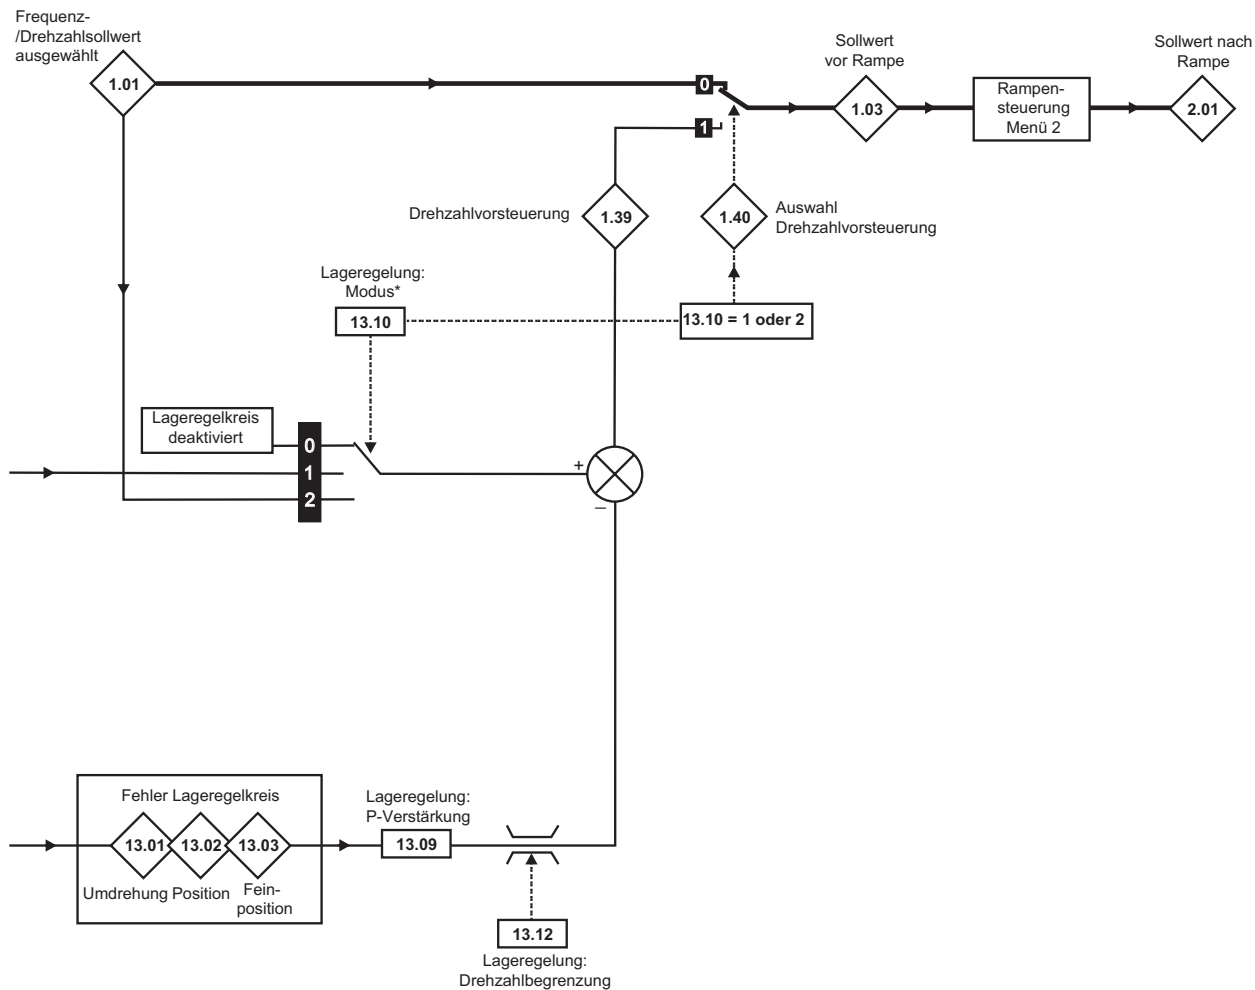 Frequenz-
/Drehzahlsollwert
ausgewählt
1.01
0
1
Sollwert
vor Rampe
1.03
Rampen-
steuerung
Menü 2
Sollwert nach
Rampe
2.01
Drehzahlvorsteuerung
1.39
1.40
Auswahl
Drehzahlvorsteuerung
Lageregelung:
Modus*
13.10
13.10 = 1 oder 2
Lageregelkreis
deaktiviert
0
1
2
+
–
Fehler Lageregelkreis
13.01
13.02
13.03
Umdrehung
Position
Fein-
position
Lageregelung:
P-Verstärkung
13.09
13.12
Lageregelung:
Drehzahlbegrenzung